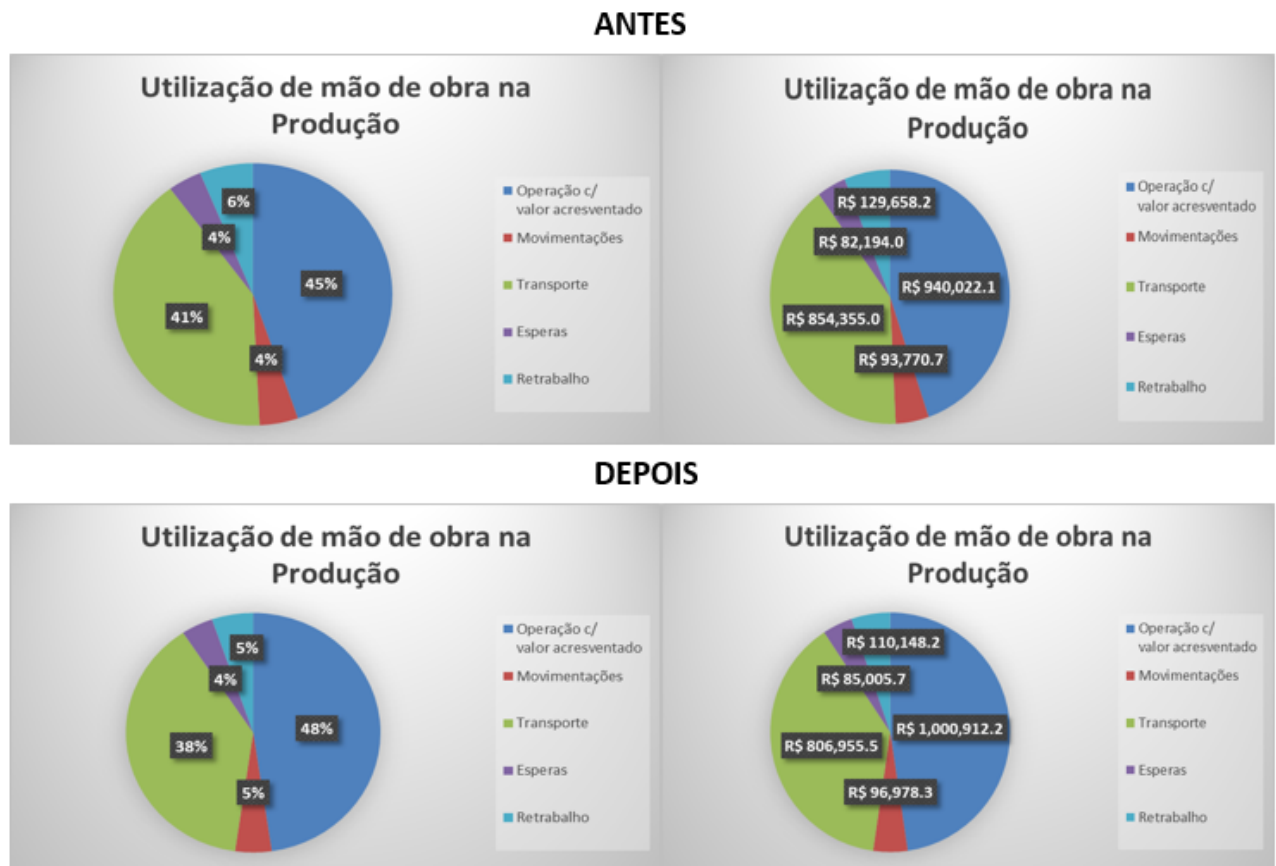 ANTES
Utilização de mão de obra na
Produção
6%
4%
45%
41%
4%
Operação c/
valor acresventado
Movimentações
Transporte
Esperas
Retrabalho
Utilização de mão de obra na
Produção
R$ 129,658.2
R$ 82,194.0
R$ 940,022.1
R$ 854,355.0
R$ 93,770.7
Operação c/
valor acresventado
Movimentações
Transporte
Esperas
Retrabalho
DEPOIS
Utilização de mão de obra na
Produção
5%
4%
48%
38%
5%
Operação c/
valor acresventado
Movimentações
Transporte
Esperas
Retrabalho
Utilização de mão de obra na
Produção
R$ 110,148.2
R$ 85,005.7
R$ 1,000,912.2
R$ 806,955.5
R$ 96,978.3
Operação c/
valor acresventado
Movimentações
Transporte
Esperas
Retrabalho